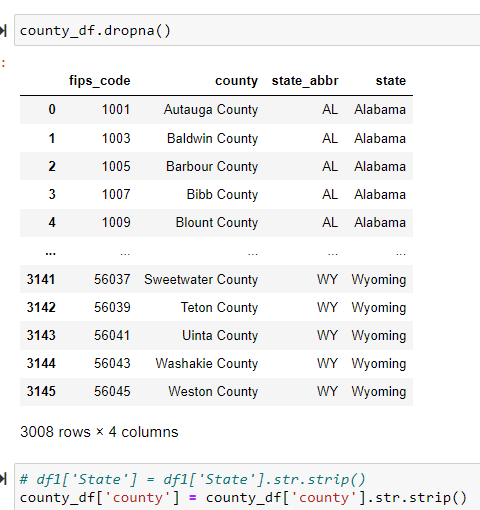 county_df.dropna()
:
fips_code county state_abbr state
0 1001 Autauga County AL Alabama
1 1003 Baldwin County AL Alabama
2 1005 Barbour County AL Alabama
3 1007 Bibb County AL Alabama
4 1009 Blount County AL Alabama
... ... ... ... ...
3141 56037 Sweetwater County WY Wyoming
3142 56039 Teton County WY Wyoming
3143 56041 Uinta County WY Wyoming
3144 56043 Washakie County WY Wyoming
3145 56045 Weston County WY Wyoming
3008 rows × 4 columns
# df1['State'] = df1['State'].str.strip()
county_df['county'] = county_df['county'].str.strip()